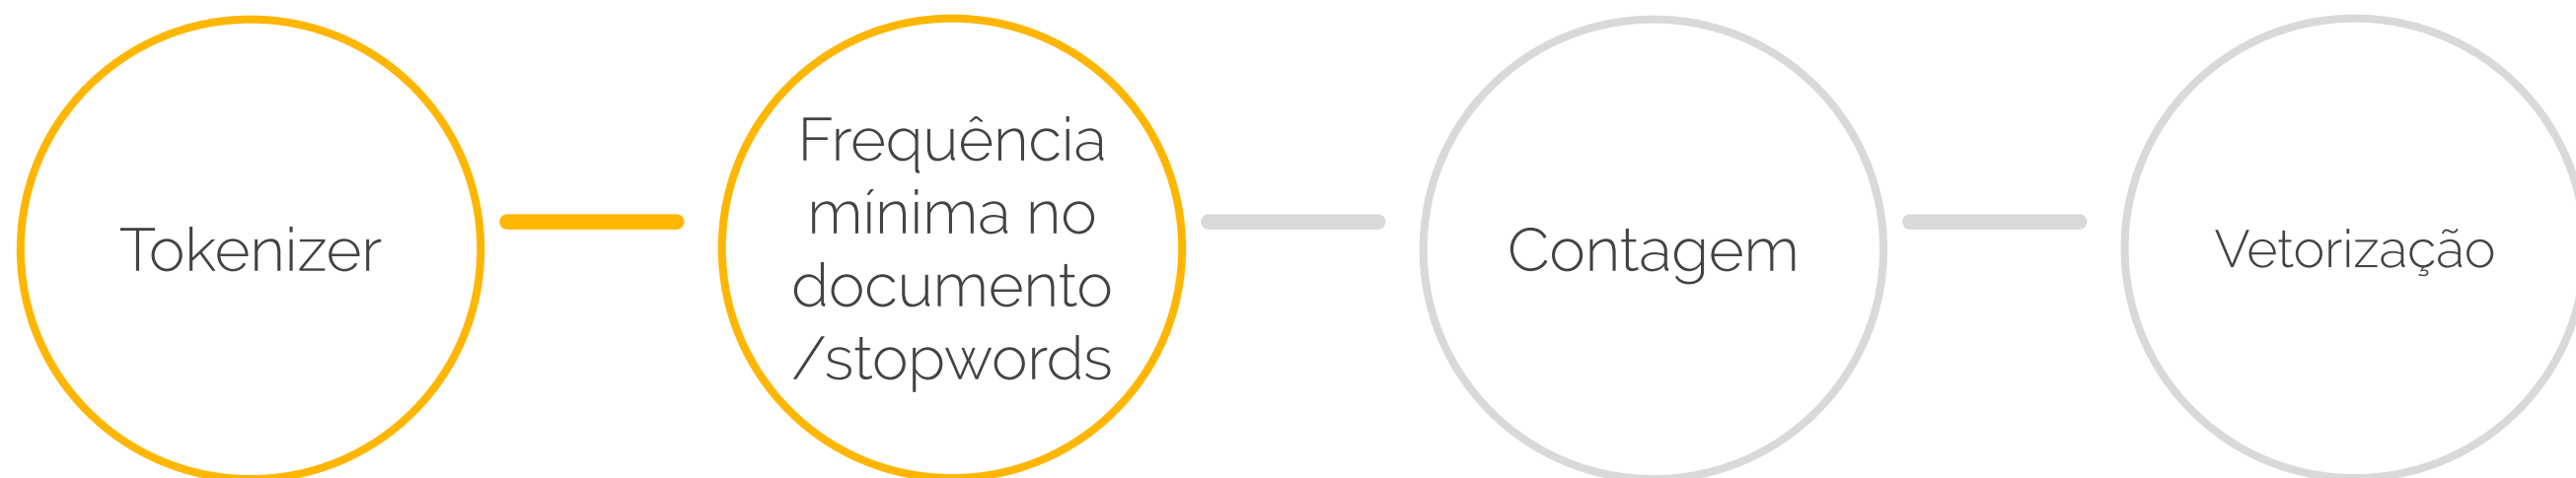 Tokenizer
Frequência
mínima no
documento
/stopwords
Contagem
Vetorização